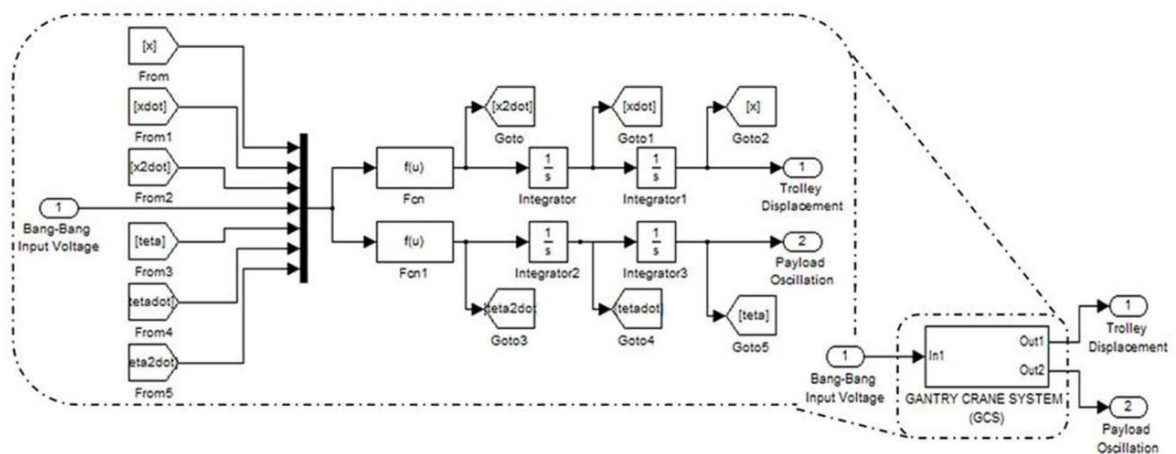 [x]
From
[xdot]
From1
[x2dot]
From2
1
Bang-Bang
Input Voltage
[teta]
From3
[tetadot]
From4
eta2dot
From5
f(u)
Fcn
f(u)
Fcn1
[x2dot]
Goto
[xdot]
Goto1
[x]
Goto2
1
s
Integrator
1
s
Integrator1
1
Trolley
Displacement
1
s
Integrator2
1
s
Integrator3
2
Payload
Oscillation
[teta2dot
Goto3
[tetadot]
Goto4
[teta]
Goto5
1
Bang-Bang
Input Voltage
In1
Out1
Out2
GANTRY CRANE SYSTEM
(GCS)
1
Trolley
Displacement
2
Payload
Oscillation